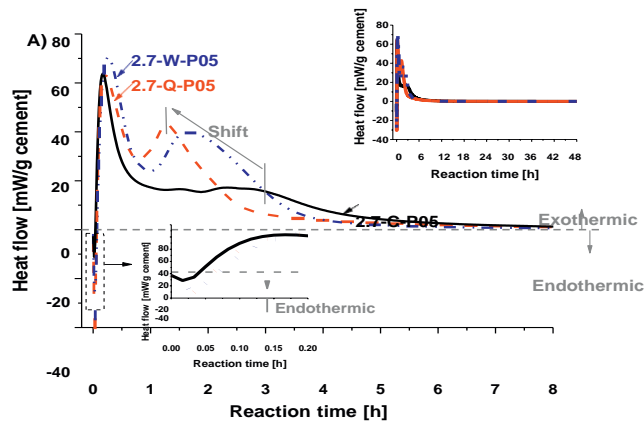 A)
80
60
40
20
0
-20
-40
Heat flow [mW/g cement]
2.7-W-P05
2.7-Q-P05
Shift
2.7-C-P05
Exothermic
Endothermic
80
60
40
20
0
-20
-40
Heat flow [mW/g cement]
0 6 12 18 24 30 36 42 48
Reaction time [h]
80
60
40
20
0
-20
-40
Heat flow [mW/g cement]
Endothermic
0.00 0.05 0.10 0.15 0.20
Reaction time [h]
0 1 2 3 4 5 6 7 8
Reaction time [h]